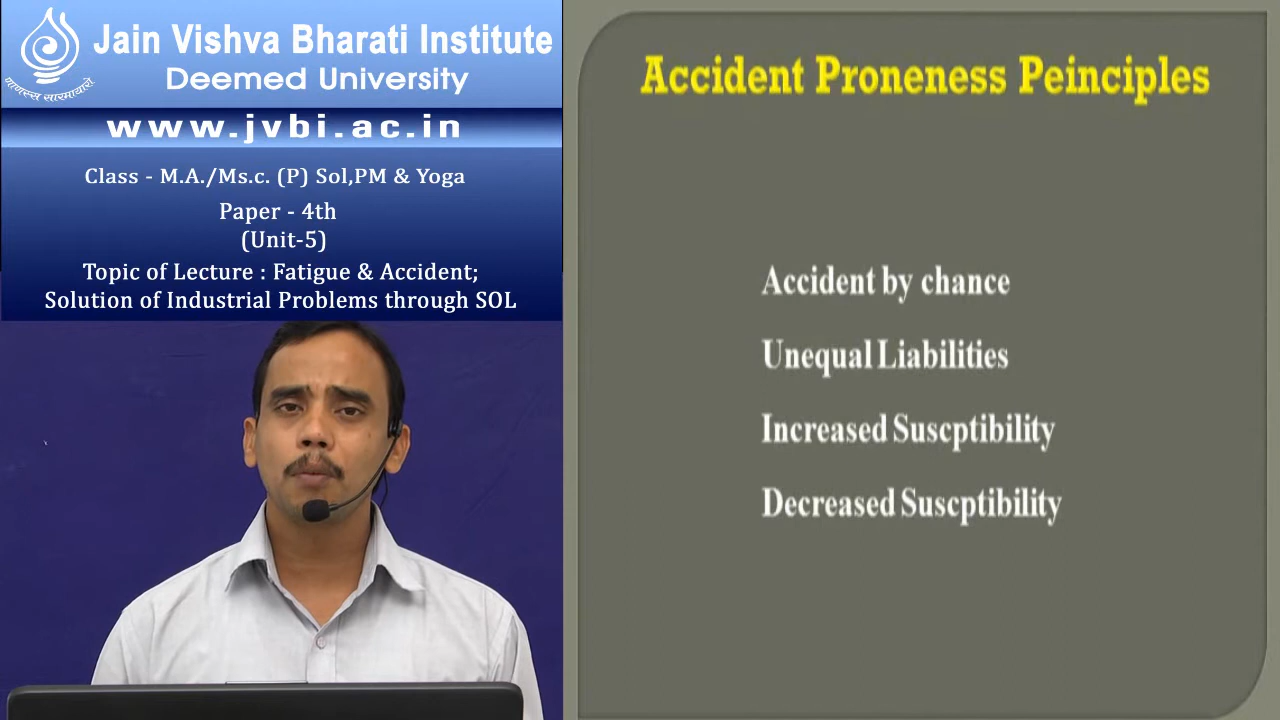 Jain Vishva Bharati Institute
Deemed University
णाणस्स सारमायारो
www.jvbi.ac.in
Class - M.A./Ms.c. (P) Sol,PM & Yoga
Paper - 4th
(Unit-5)
Topic of Lecture : Fatigue & Accident;
Solution of Industrial Problems through SOL
Accident Proneness Peinciples
Accident by chance
Unequal Liabilities
Increased Suscptibility
Decreased Suscptibility